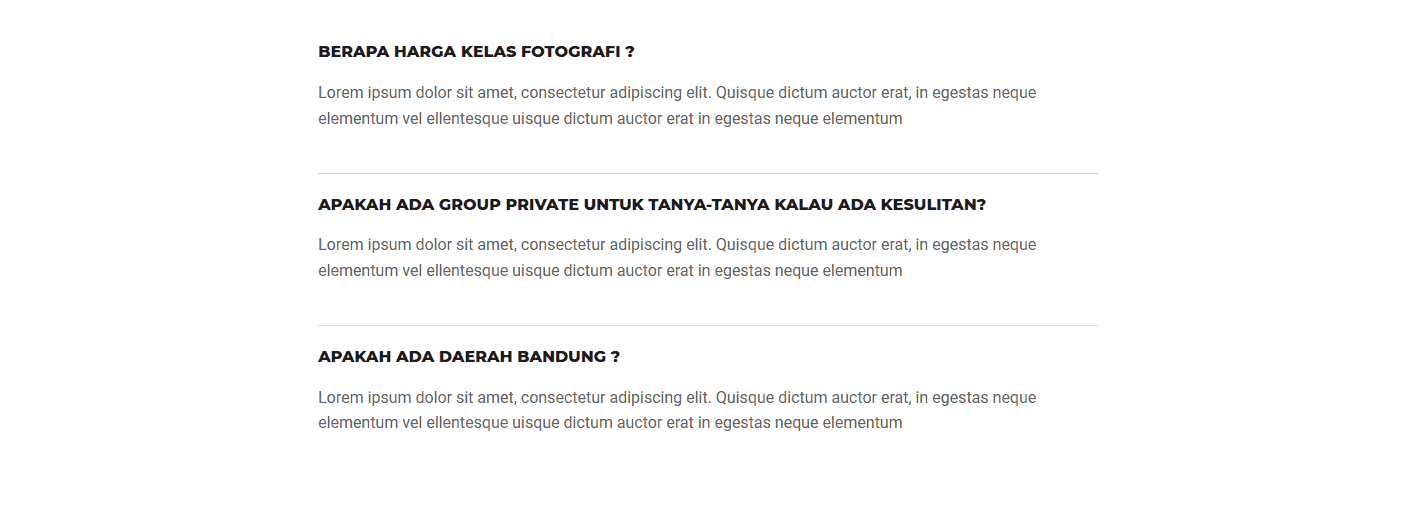 BERAPA HARGA KELAS FOTOGRAFI ?
Lorem ipsum dolor sit amet, consectetur adipiscing elit. Quisque dictum auctor erat, in egestas neque
elementum vel ellentesque uisque dictum auctor erat in egestas neque elementum
APAKAH ADA GROUP PRIVATE UNTUK TANYA-TANYA KALAU ADA KESULITAN?
Lorem ipsum dolor sit amet, consectetur adipiscing elit. Quisque dictum auctor erat, in egestas neque
elementum vel ellentesque uisque dictum auctor erat in egestas neque elementum
APAKAH ADA DAERAH BANDUNG ?
Lorem ipsum dolor sit amet, consectetur adipiscing elit. Quisque dictum auctor erat, in egestas neque
elementum vel ellentesque uisque dictum auctor erat in egestas neque elementum